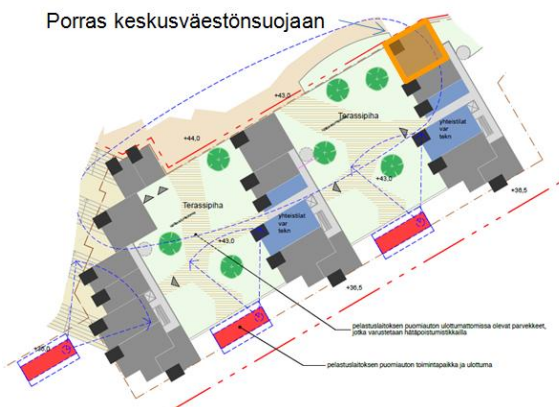 Porras keskusväestönsuojaan
+43,0
+44,0
Terassipiha
yhteistilat
var
tekn
+43,0
Terassipiha
+38,5
yhteistilat
var
tekn
+43,0
+36,5
pelastuslaitoksen puomiauton ulottumattomissa olevat parvekkeet,
jotka varustetaan hätäpoistumistikkailla
pelastuslaitoksen puomiauton toimintapaikka ja ulottuma